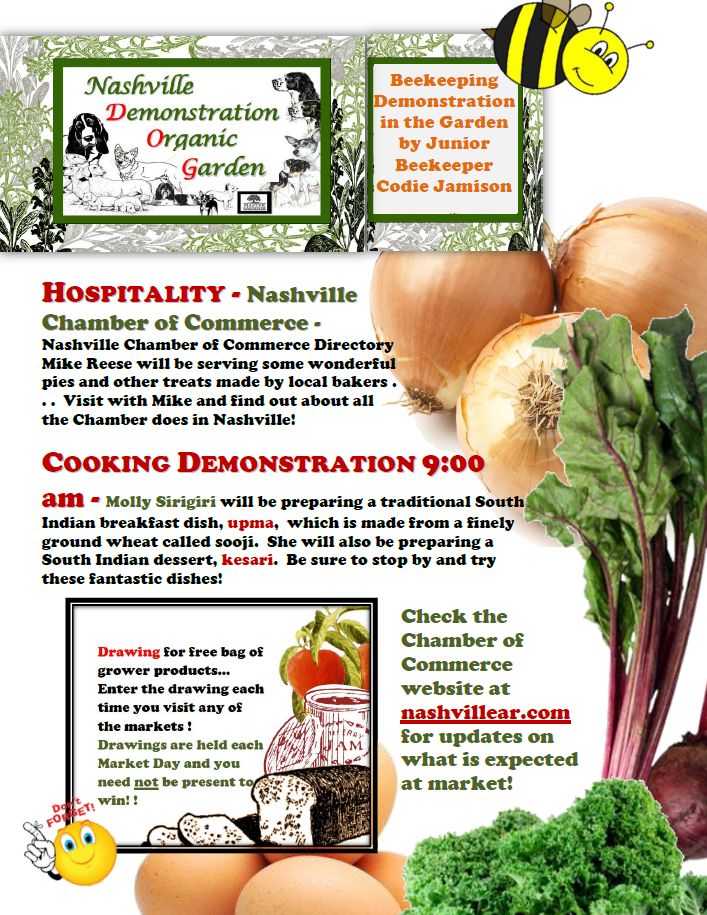 Nashville
Demonstration
Organic
Garden
Beekeeping
Demonstration
in the Garden
by Junior
Beekeeper
Codie Jamison
HOSPITALITY - Nashville
Chamber of Commerce -
Nashville Chamber of Commerce Directory
Mike Reese will be serving some wonderful
pies and other treats made by local bakers .
. . Visit with Mike and find out about all
the Chamber does in Nashville!
COOKING DEMONSTRATION 9:00
am - Molly Sirigiri will be preparing a traditional South
Indian breakfast dish, upma, which is made from a finely
ground wheat called sooji. She will also be preparing a
South Indian dessert, kesari. Be sure to stop by and try
these fantastic dishes!
Drawing for free bag of
grower products...
Enter the drawing each
time you visit any of
the markets !
Drawings are held each
Market Day and you
need not be present to
win! !
JAM
Don't
FORGET!
Check the
Chamber of
Commerce
website at
nashvillear.com
for updates on
what is expected
at market!